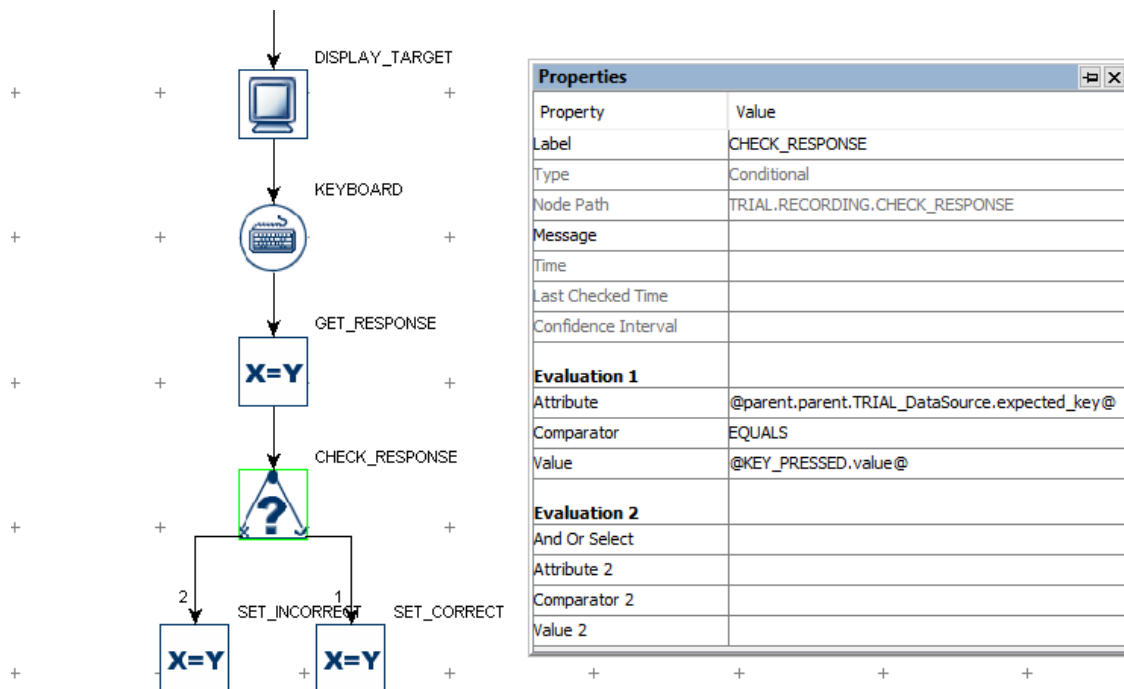 DISPLAY_TARGET
KEYBOARD
GET_RESPONSE
X=Y
CHECK_RESPONSE
?
2
1
SET_INCORRECT
SET_CORRECT
X=Y
X=Y
Properties
Property Value
Label CHECK_RESPONSE
Type Conditional
Node Path TRIAL.RECORDING.CHECK_RESPONSE
Message
Time
Last Checked Time
Confidence Interval
Evaluation 1
Attribute @parent.parent.TRIAL_DataSource.expected_key@
Comparator EQUALS
Value @KEY_PRESSED.value@
Evaluation 2
And Or Select
Attribute 2
Comparator 2
Value 2